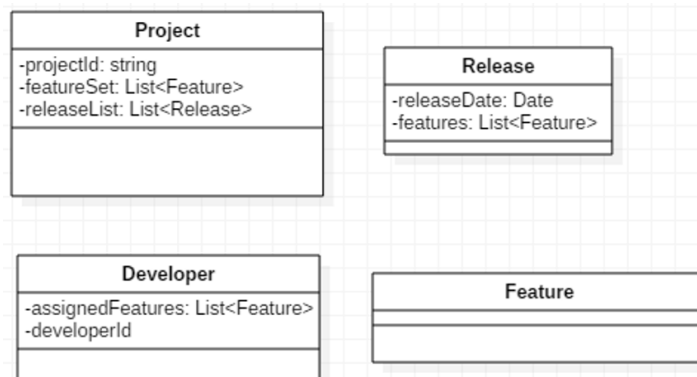 Project
-projectId: string
-featureSet: List<Feature>
-releaseList: List<Release>
Release
-releaseDate: Date
-features: List<Feature>
Developer
-assignedFeatures: List<Feature>
-developerId
Feature